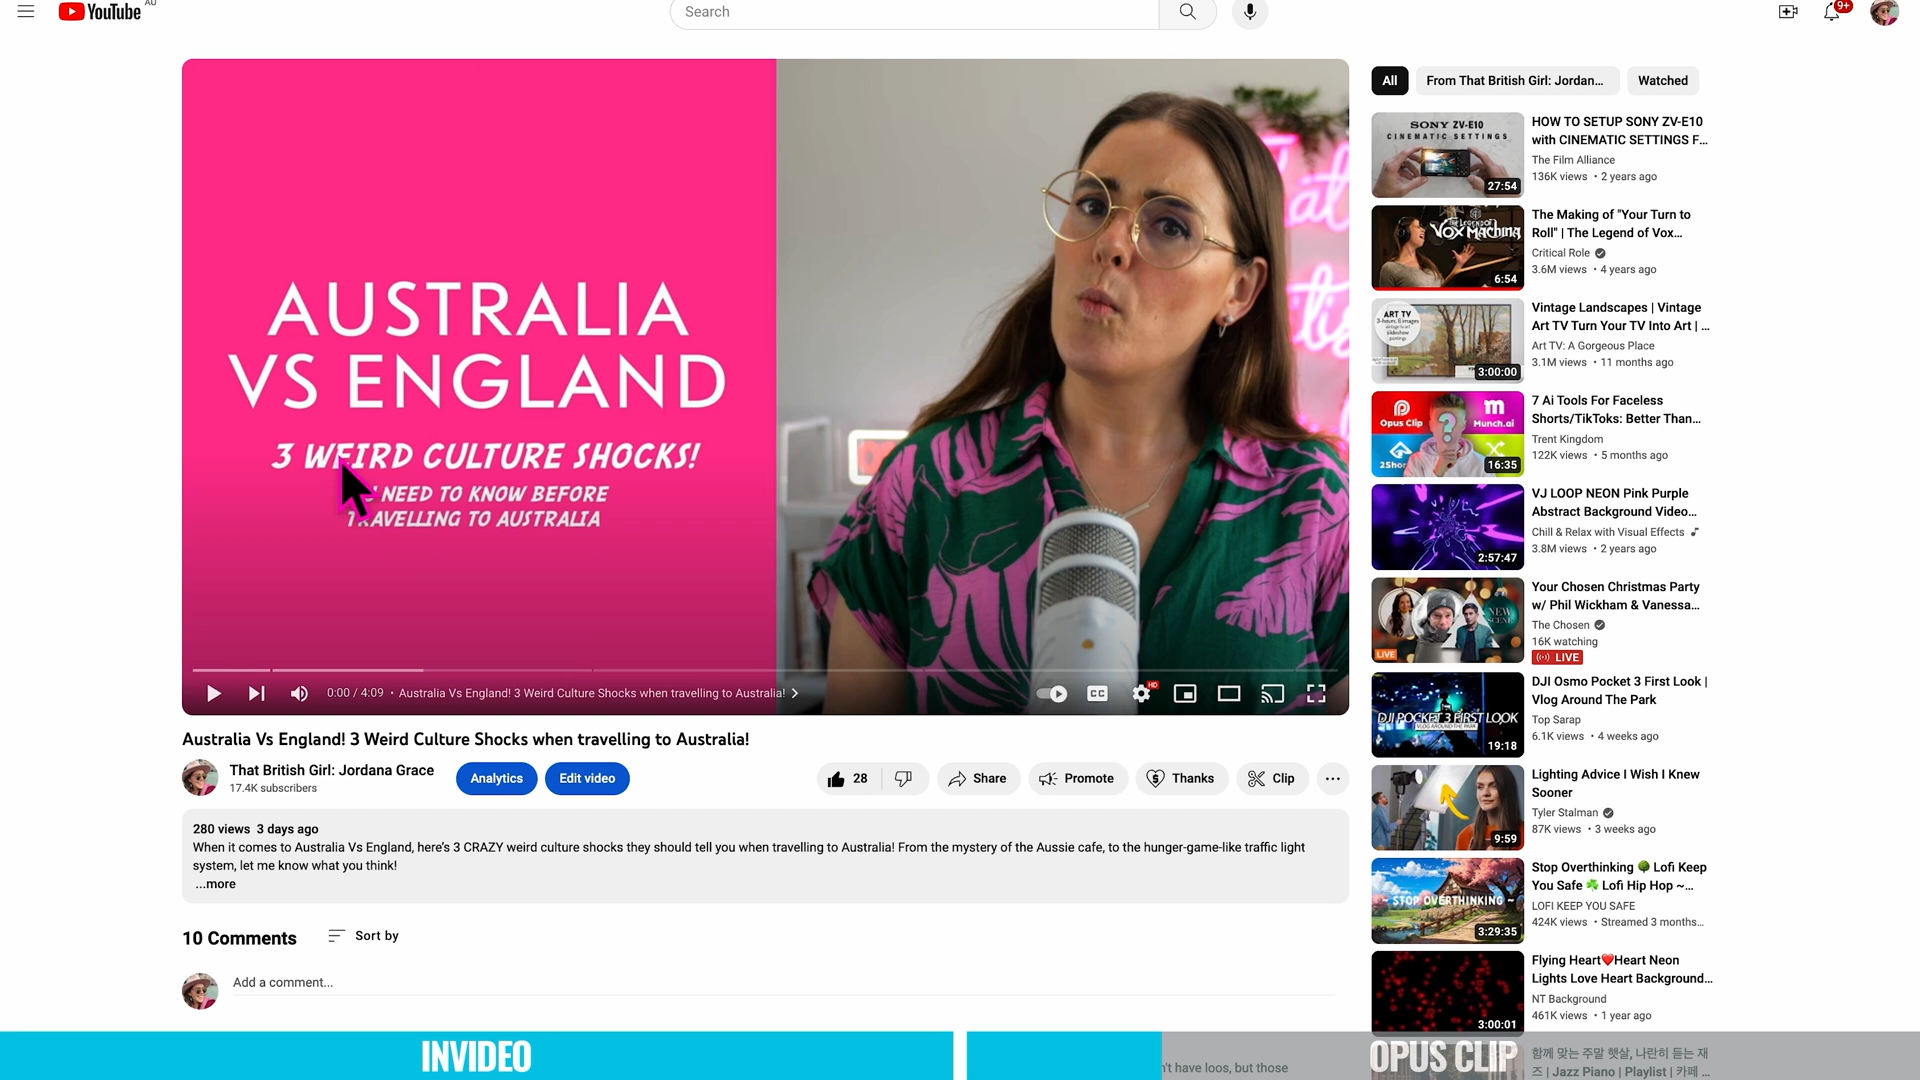 YouTube AU
Search
9+
AUSTRALIA
VS ENGLAND
3 WEIRD CULTURE SHOCKS!
NEED TO KNOW BEFORE
TRAVELLING TO AUSTRALIA
0:00 / 4:09 • Australia Vs England! 3 Weird Culture Shocks when travelling to Australia!
CC
HD
Australia Vs England! 3 Weird Culture Shocks when travelling to Australia!
That British Girl: Jordana Grace
17.4K subscribers
Analytics
Edit video
28
Share
Promote
Thanks
Clip
280 views 3 days ago
When it comes to Australia Vs England, here's 3 CRAZY weird culture shocks they should tell you when travelling to Australia! From the mystery of the Aussie cafe, to the hunger-game-like traffic light
system, let me know what you think!
...more
10 Comments
Sort by
Add a comment...
All
From That British Girl: Jordan...
Watched
SONY ZV-E10
CINEMATIC SETTINGS
27:54
HOW TO SETUP SONY ZV-E10
with CINEMATIC SETTINGS F...
The Film Alliance
136K views • 2 years ago
THE LEGEND OF
VOX MACHINA
6:54
The Making of "Your Turn to
Roll" | The Legend of Vox...
Critical Role
3.6M views • 4 years ago
ART TV
3:00:00
Vintage Landscapes | Vintage
Art TV Turn Your TV Into Art | ...
Art TV: A Gorgeous Place
3.1M views • 11 months ago
Opus Clip
Munch.ai
2Shor
16:35
7 Ai Tools For Faceless
Shorts/TikToks: Better Than...
Trent Kingdom
122K views • 5 months ago
2:57:47
VJ LOOP NEON Pink Purple
Abstract Background Video...
Chill & Relax with Visual Effects
3.8M views • 2 years ago
NEW
SCENE
LIVE
Your Chosen Christmas Party
w/ Phil Wickham & Vanessa...
The Chosen
16K watching
LIVE
DJI POCKET 3 FIRST LOOK
VLOG AROUND THE PARK
19:18
DJI Osmo Pocket 3 First Look |
Vlog Around The Park
Top Sarap
6.1K views • 4 weeks ago
9:59
Lighting Advice I Wish I Knew
Sooner
Tyler Stalman
87K views • 3 weeks ago
~ STOP OVERTHINKING ~
3:29:35
Stop Overthinking 🌳 Lofi Keep
You Safe ☘️ Lofi Hip Hop ~...
LOFI KEEP YOU SAFE
424K views • Streamed 3 months...
3:00:01
Flying Heart❤️Heart Neon
Lights Love Heart Background...
NT Background
461K views • 1 year ago
함께 맞는 주말 햇살, 나란히 듣는 재
즈 | Jazz Piano | Playlist | 카페 ...
INVIDEO
n't have loos, but those
OPUS CLIP